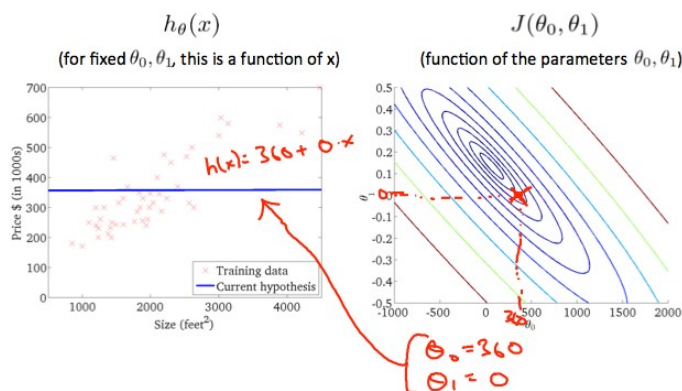 hθ(x)
(for fixed θ0, θ1, this is a function of x)
700
600
500
400
300
200
100
0
Price $ (in 1000s)
1000
2000
3000
4000
Size (feet²)
Training data
Current hypothesis
h(x) = 360 + 0·x
J(θ0, θ1)
(function of the parameters θ0, θ1)
0.5
0.4
0.3
0.2
0.1
0
-0.1
-0.2
-0.3
-0.4
-0.5
θ1
-1000
-500
0
500
1000
1500
2000
360
θ0
θ0 = 360
θ1 = 0